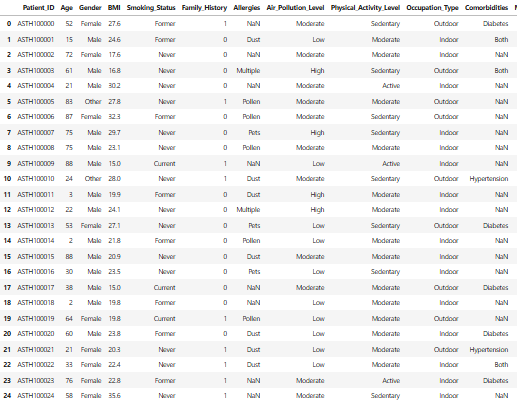 Patient_ID Age Gender BMI Smoking_Status Family_History Allergies Air_Pollution_Level Physical_Activity_Level Occupation_Type Comorbidities
0 ASTH100000 52 Female 27.6 Former 1 NaN Moderate Sedentary Outdoor Diabetes
1 ASTH100001 15 Male 24.6 Former 0 Dust Low Moderate Indoor Both
2 ASTH100002 72 Female 17.6 Never 0 NaN Moderate Moderate Indoor NaN
3 ASTH100003 61 Male 16.8 Never 0 Multiple High Sedentary Outdoor Both
4 ASTH100004 21 Male 30.2 Never 0 NaN Moderate Active Indoor NaN
5 ASTH100005 83 Other 27.8 Never 1 Pollen Moderate Moderate Outdoor NaN
6 ASTH100006 87 Female 32.3 Former 0 Pollen Moderate Sedentary Outdoor NaN
7 ASTH100007 75 Male 29.7 Never 0 Pets High Sedentary Indoor NaN
8 ASTH100008 75 Male 23.1 Former 0 Pollen Moderate Moderate Indoor NaN
9 ASTH100009 88 Male 15.0 Current 1 NaN Low Active Indoor NaN
10 ASTH100010 24 Other 28.0 Never 1 Dust Moderate Sedentary Outdoor Hypertension
11 ASTH100011 3 Male 19.9 Former 0 Dust High Moderate Indoor NaN
12 ASTH100012 22 Male 24.1 Former 0 Multiple High Moderate Indoor NaN
13 ASTH100013 53 Female 27.1 Never 0 Pets Low Sedentary Outdoor Diabetes
14 ASTH100014 2 Male 21.8 Former 0 Pollen Low Moderate Indoor NaN
15 ASTH100015 88 Male 20.9 Never 0 Dust Moderate Moderate Indoor NaN
16 ASTH100016 30 Female 23.5 Never 0 Pets Low Sedentary Indoor NaN
17 ASTH100017 38 Male 15.0 Current 0 NaN Moderate Moderate Outdoor Diabetes
18 ASTH100018 2 Male 19.8 Former 0 NaN Low Moderate Indoor NaN
19 ASTH100019 64 Female 19.8 Current 1 Pollen Low Moderate Outdoor NaN
20 ASTH100020 60 Female 23.8 Former 0 Dust Low Moderate Indoor Diabetes
21 ASTH100021 21 Female 20.3 Never 1 Dust Low Moderate Outdoor Hypertension
22 ASTH100022 33 Female 22.4 Never 1 Dust Low Moderate Indoor Both
23 ASTH100023 76 Female 22.8 Former 1 NaN Moderate Active Indoor Diabetes
24 ASTH100024 58 Female 35.6 Never 1 NaN Moderate Sedentary Indoor NaN